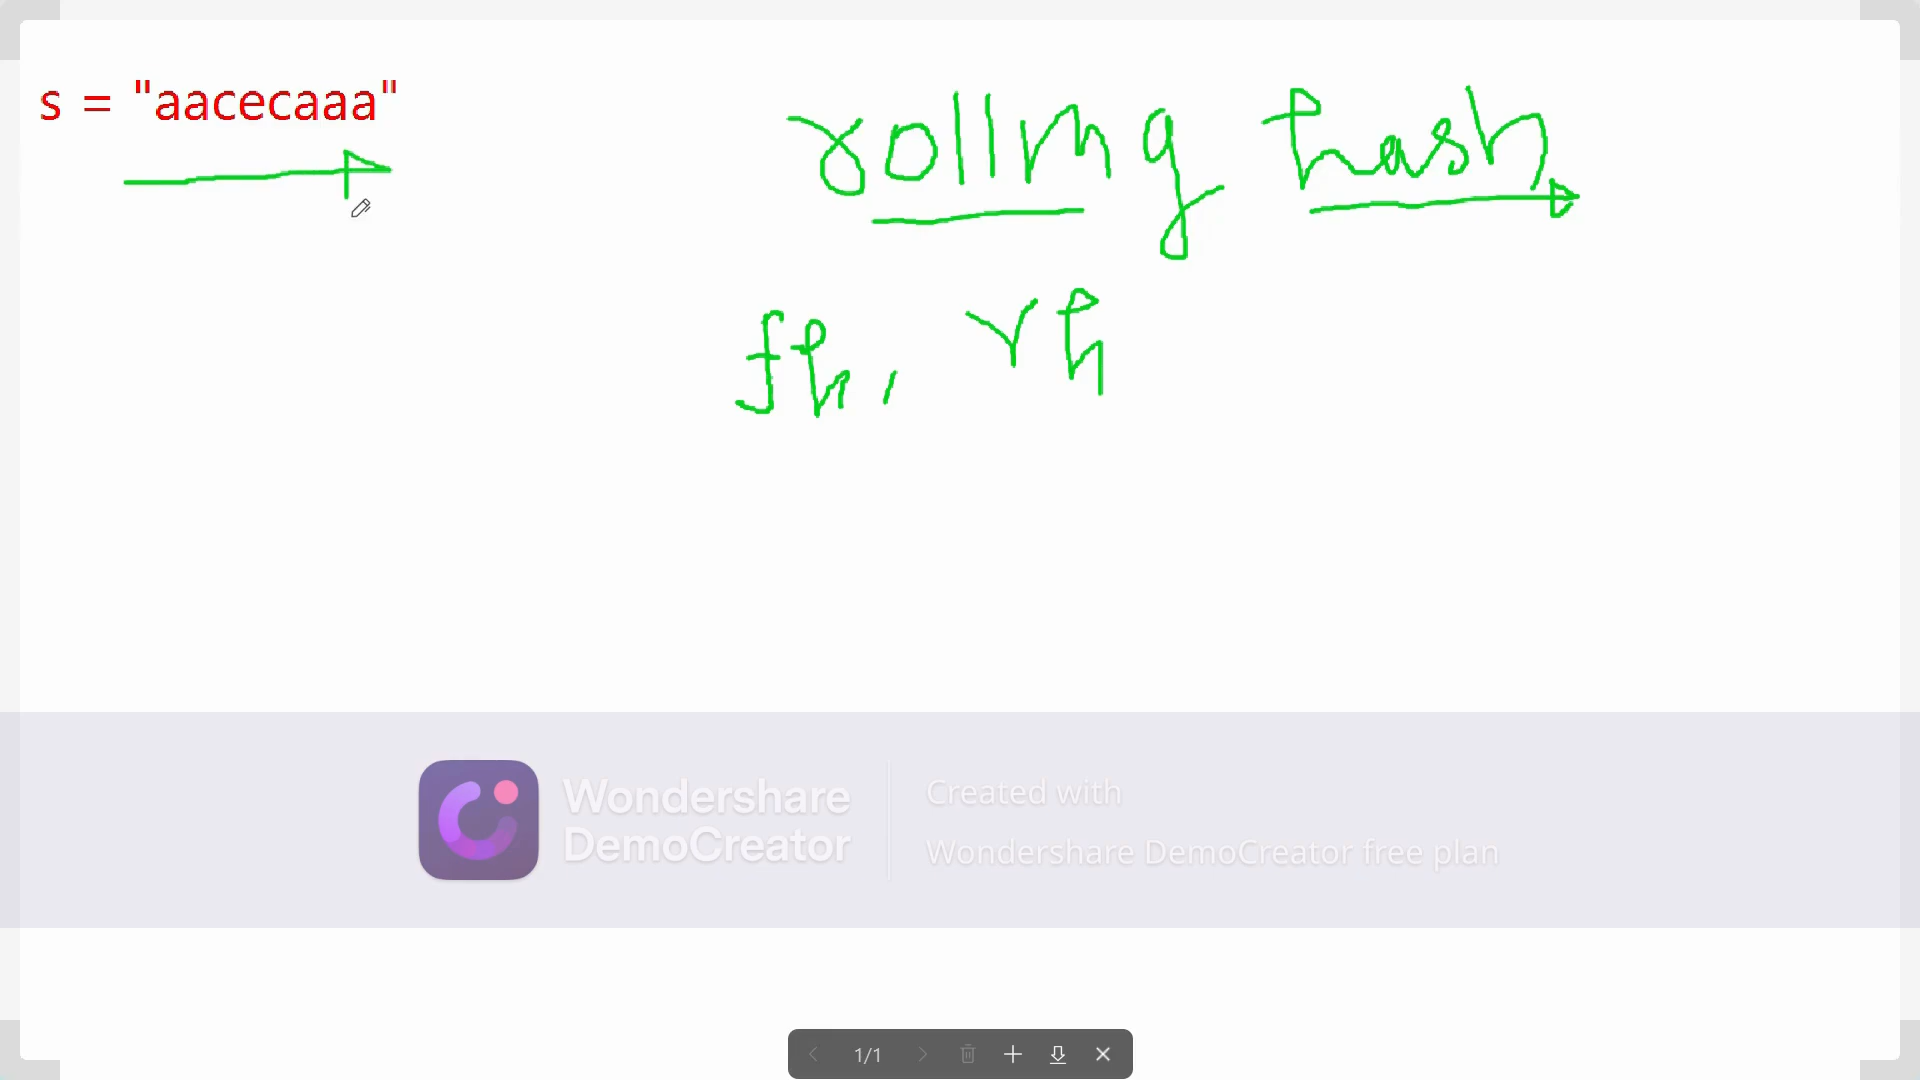 s = "aacecaaa"
rolling hash
fh, rh
Wondershare
DemoCreator
Created with
Wondershare DemoCreator free plan
1/1